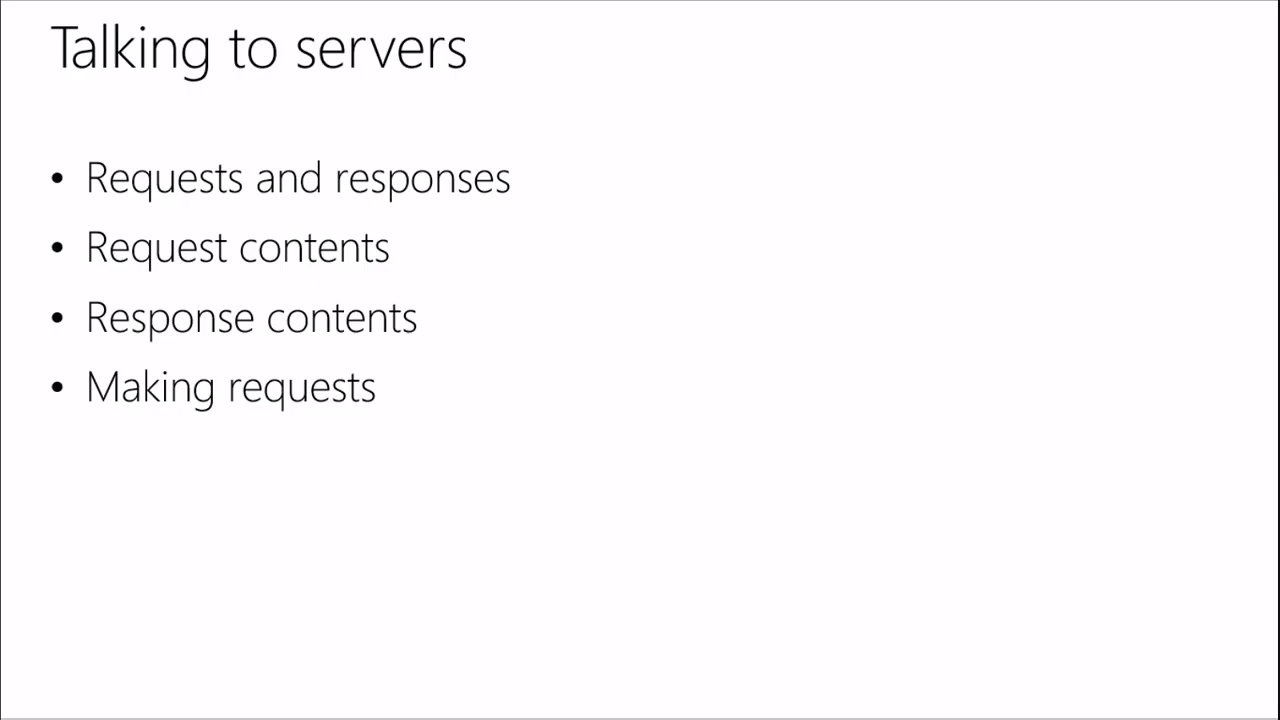 Talking to servers
• Requests and responses
• Request contents
• Response contents
• Making requests